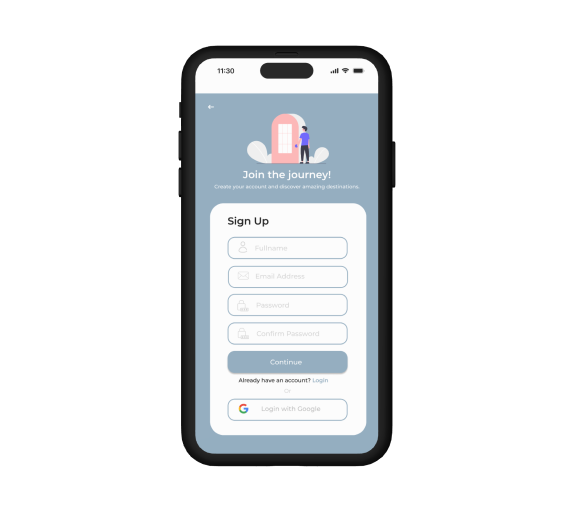 11:30
Join the journey!
Create your account and discover amazing destinations.
Sign Up
Fullname
Email Address
Password
Confirm Password
Continue
Already have an account? Login
Or
Login with Google